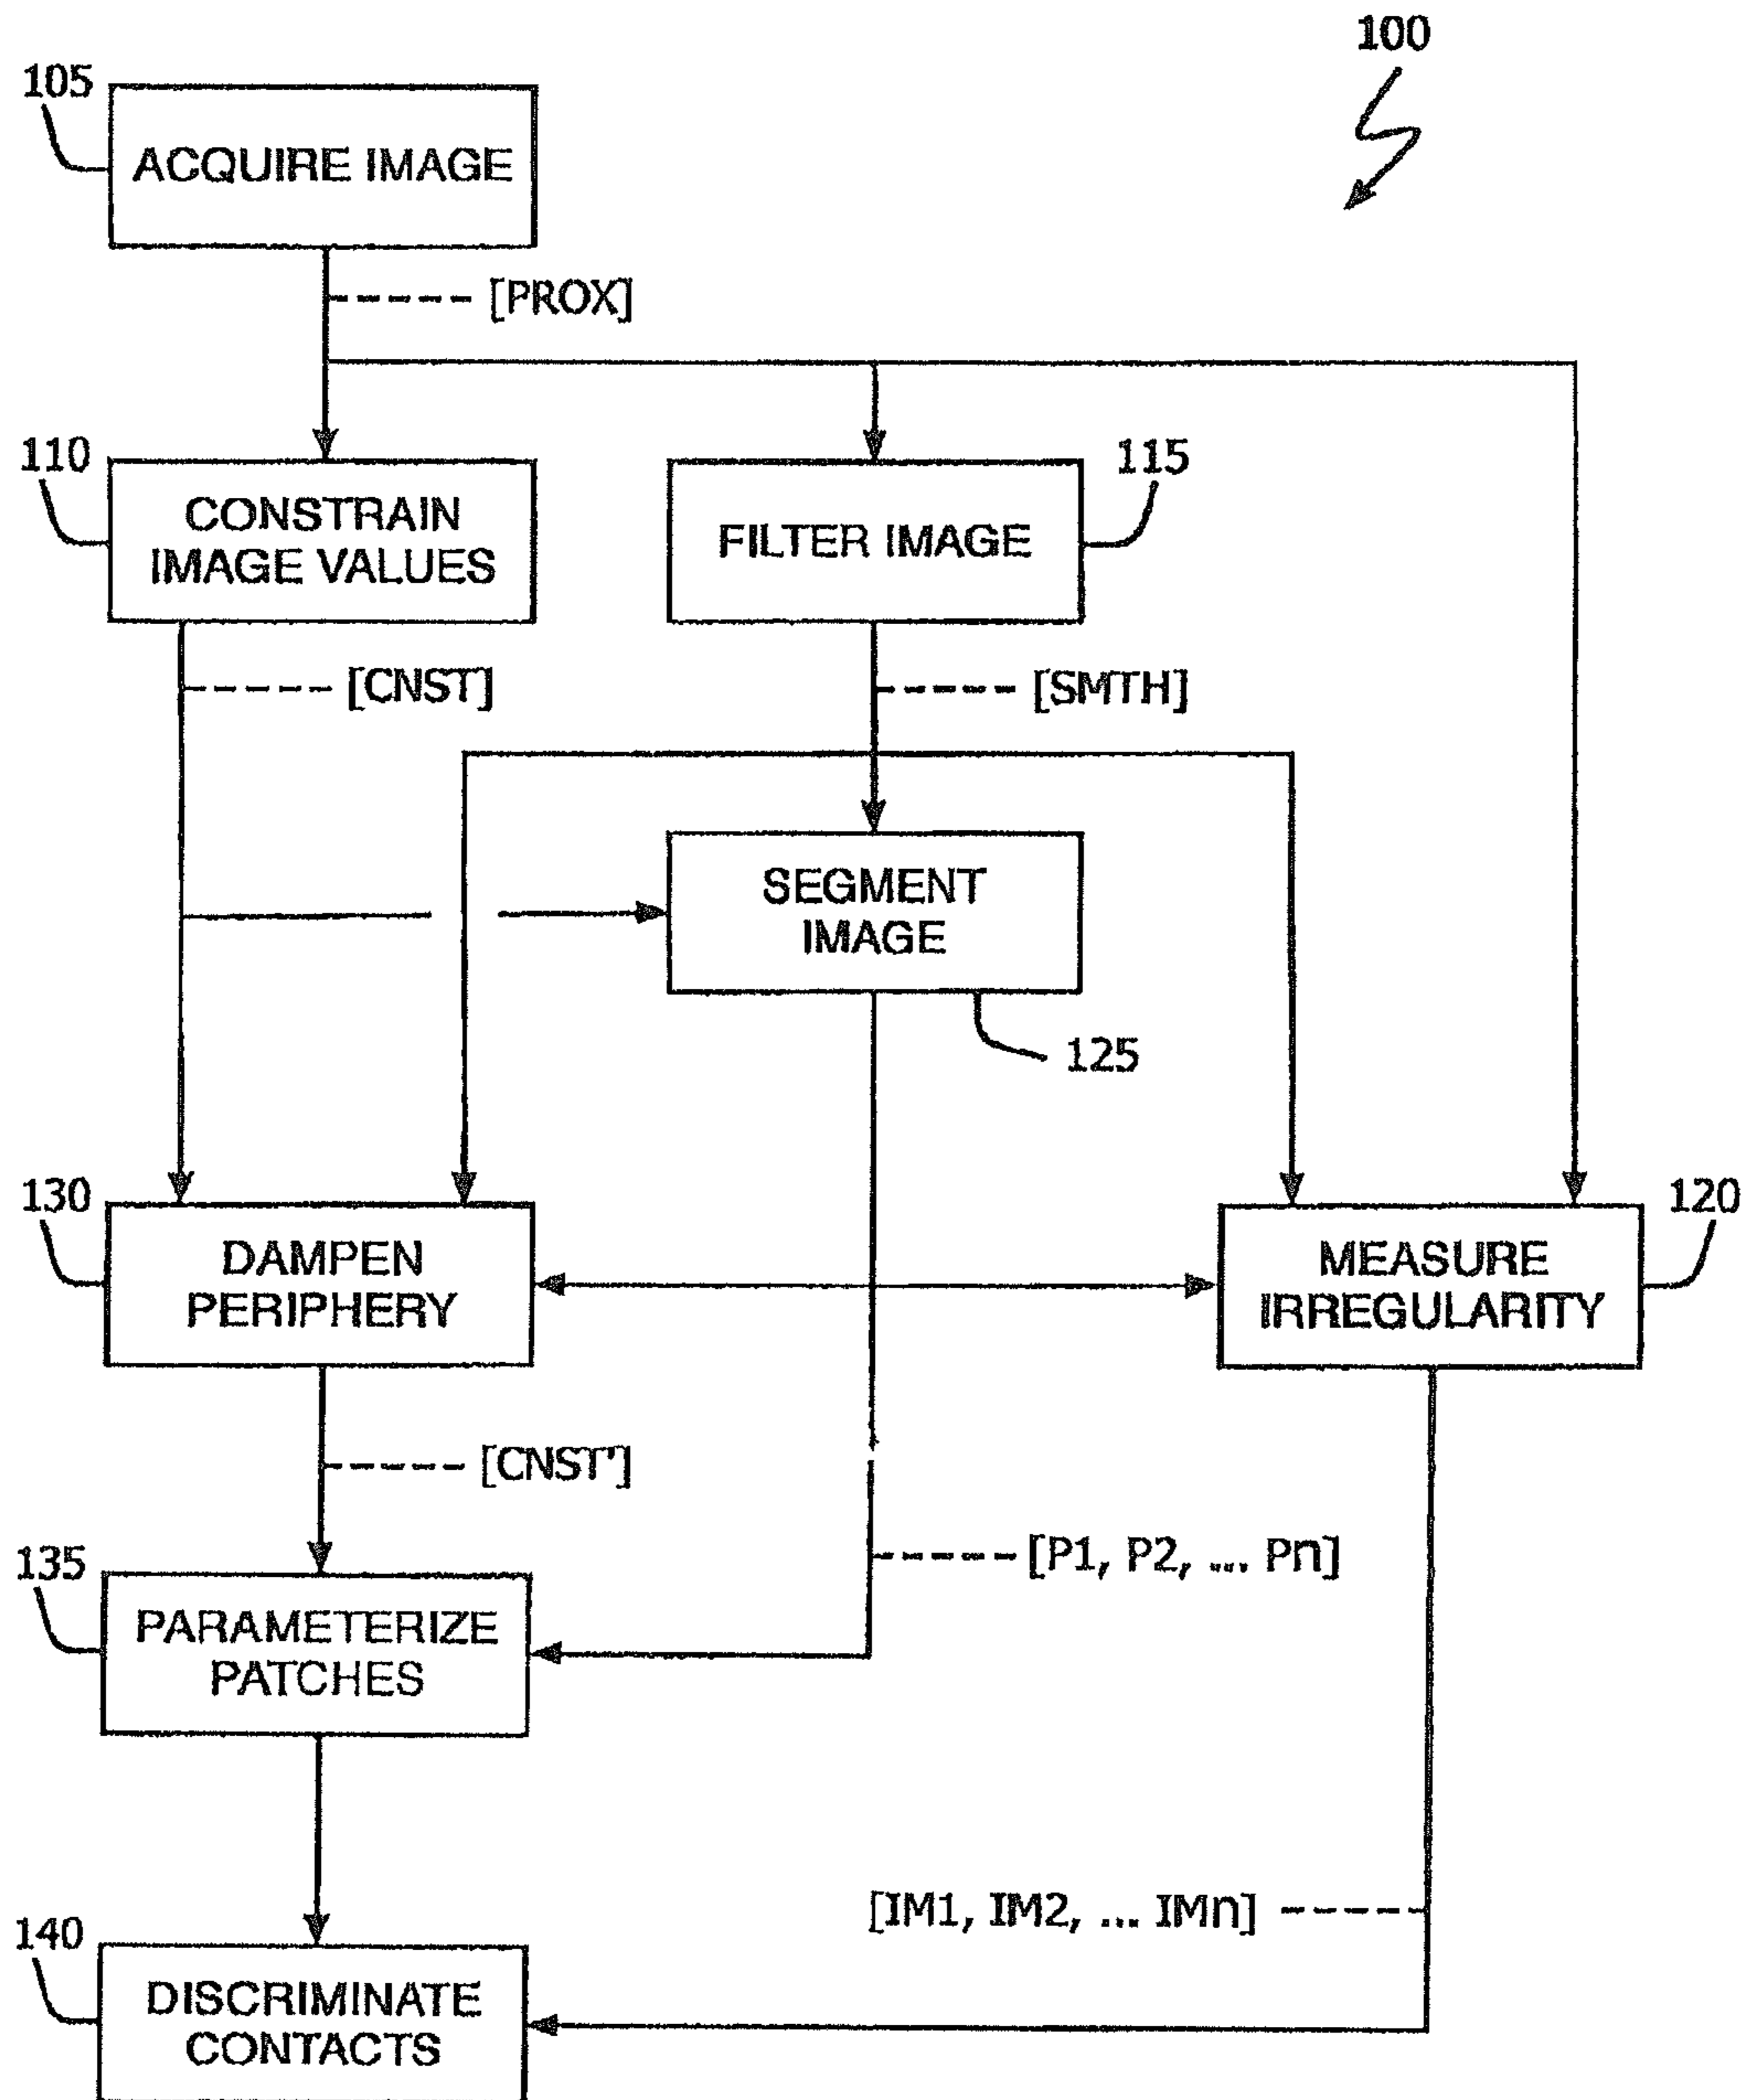 100
105
ACQUIRE IMAGE
[PROX]
110
CONSTRAIN
IMAGE VALUES
FILTER IMAGE
115
[CNST]
[SMTH]
SEGMENT
IMAGE
125
130
DAMPEN
PERIPHERY
120
MEASURE
IRREGULARITY
[CNST']
135
PARAMETERIZE
PATCHES
[P1, P2, ... Pn]
[IM1, IM2, ... IMn]
140
DISCRIMINATE
CONTACTS